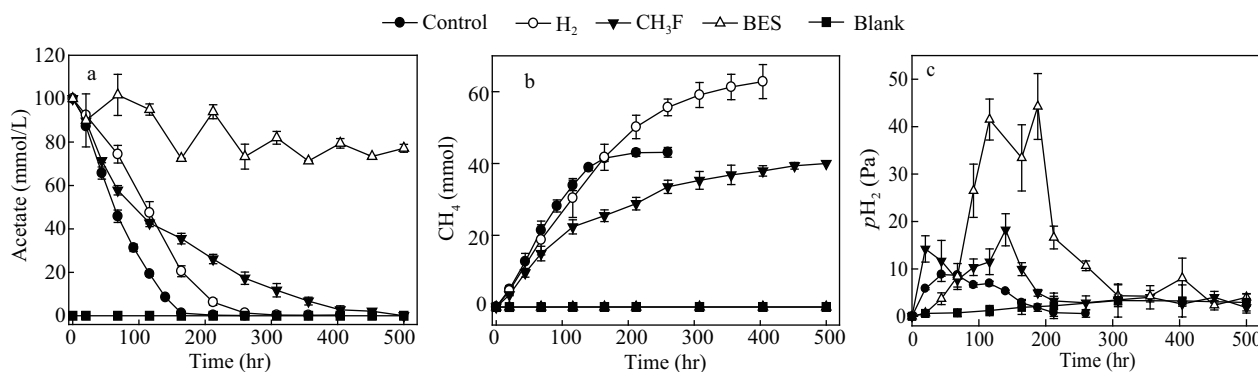 Control H₂ CH₃F BES Blank
a
Acetate (mmol/L)
120
100
80
60
40
20
0
0 100 200 300 400 500
Time (hr)
b
CH₄ (mmol)
60
40
20
0
0 100 200 300 400 500
Time (hr)
c
pH₂ (Pa)
50
40
30
20
10
0
0 100 200 300 400 500
Time (hr)